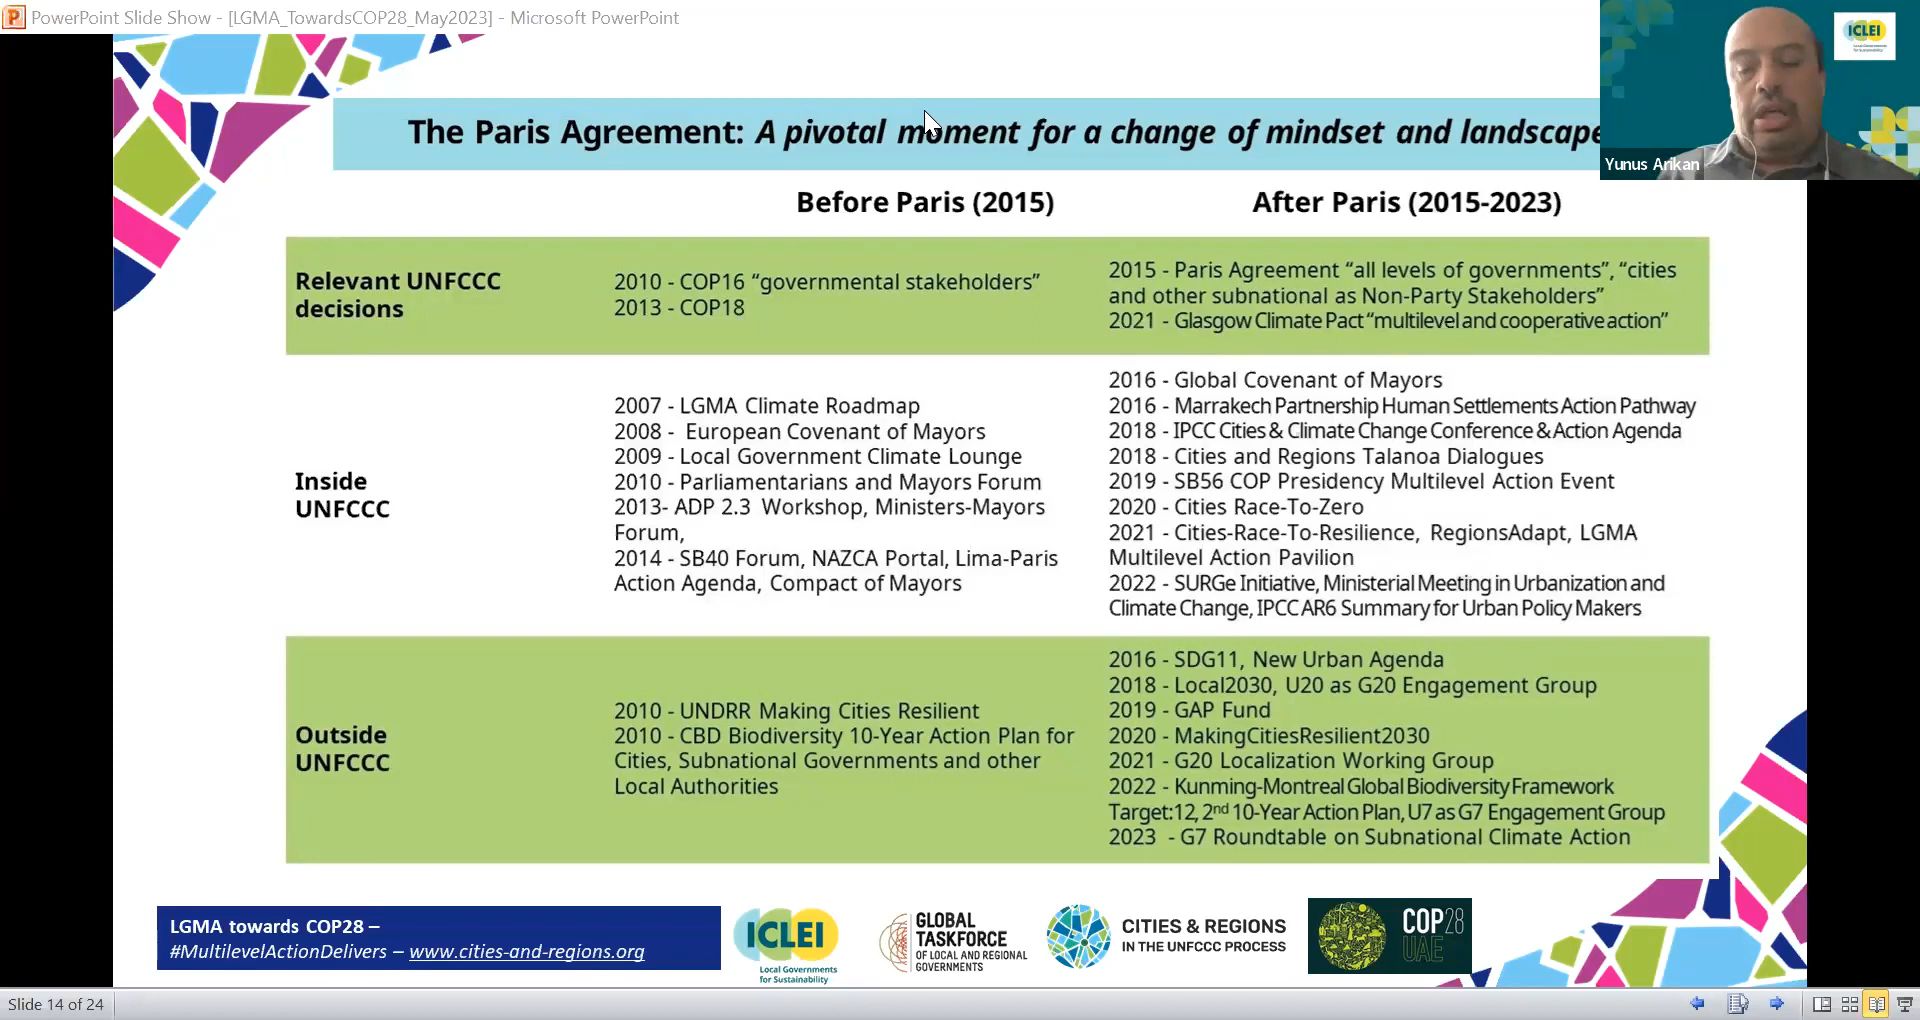 PowerPoint Slide Show - [LGMA_TowardsCOP28_May2023] - Microsoft PowerPoint
ICLEI
Local Governments
for Sustainability
Yunus Arikan
The Paris Agreement: A pivotal moment for a change of mindset and landscape
Before Paris (2015)
After Paris (2015-2023)
Relevant UNFCCC
decisions
2010 - COP16 “governmental stakeholders”
2013 - COP18
2015 - Paris Agreement “all levels of governments”, “cities
and other subnational as Non-Party Stakeholders”
2021 - Glasgow Climate Pact “multilevel and cooperative action”
Inside
UNFCCC
2007 - LGMA Climate Roadmap
2008 -  European Covenant of Mayors
2009 - Local Government Climate Lounge
2010 - Parliamentarians and Mayors Forum
2013- ADP 2.3  Workshop, Ministers-Mayors
Forum,
2014 - SB40 Forum, NAZCA Portal, Lima-Paris
Action Agenda, Compact of Mayors
2016 - Global Covenant of Mayors
2016 - Marrakech Partnership Human Settlements Action Pathway
2018 - IPCC Cities & Climate Change Conference & Action Agenda
2018 - Cities and Regions Talanoa Dialogues
2019 - SB56 COP Presidency Multilevel Action Event
2020 - Cities Race-To-Zero
2021 - Cities-Race-To-Resilience, RegionsAdapt, LGMA
Multilevel Action Pavilion
2022 - SURGe Initiative, Ministerial Meeting in Urbanization and
Climate Change, IPCC AR6 Summary for Urban Policy Makers
Outside
UNFCCC
2010 - UNDRR Making Cities Resilient
2010 - CBD Biodiversity 10-Year Action Plan for
Cities, Subnational Governments and other
Local Authorities
2016 - SDG11, New Urban Agenda
2018 - Local2030, U20 as G20 Engagement Group
2019 - GAP Fund
2020 - MakingCitiesResilient2030
2021 - G20 Localization Working Group
2022 - Kunming-Montreal Global Biodiversity Framework
Target:12, 2nd 10-Year Action Plan, U7 as G7 Engagement Group
2023  - G7 Roundtable on Subnational Climate Action
LGMA towards COP28 –
#MultilevelActionDelivers – www.cities-and-regions.org
ICLEI
Local Governments
for Sustainability
GLOBAL
TASKFORCE
OF LOCAL AND REGIONAL
GOVERNMENTS
CITIES & REGIONS
IN THE UNFCCC PROCESS
COP28
UAE
Slide 14 of 24